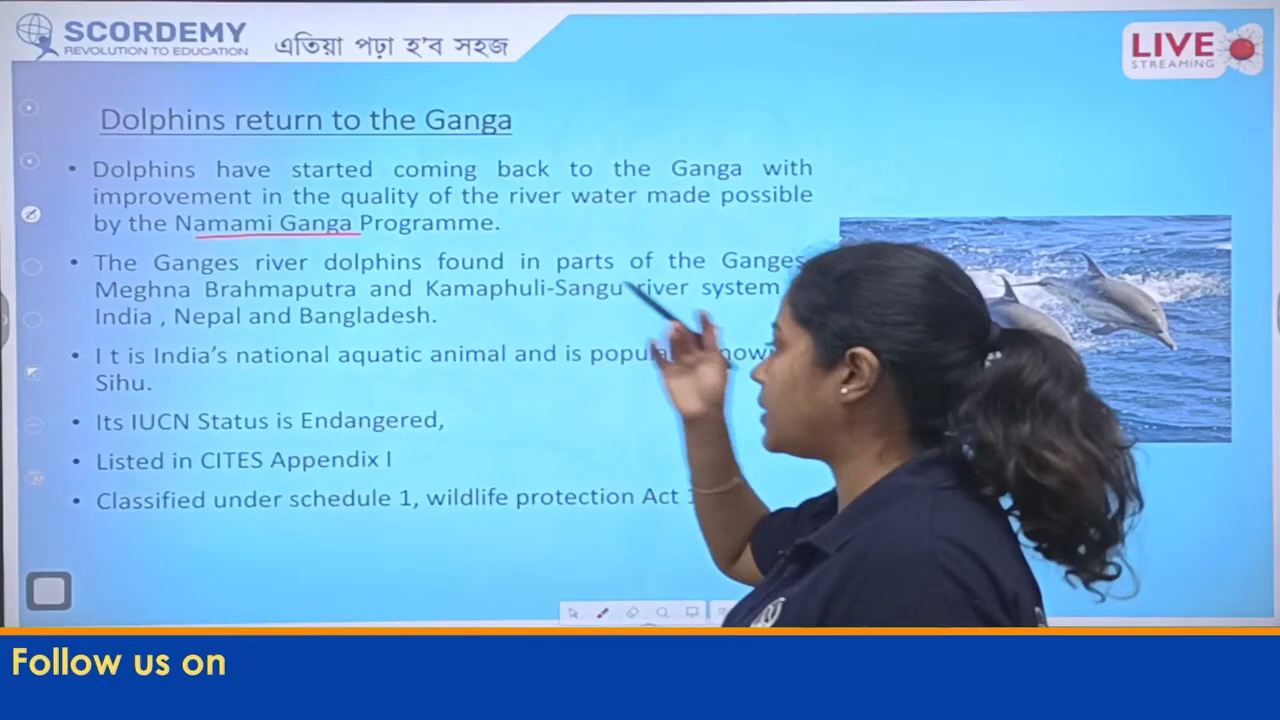 SCORDEMY
REVOLUTION TO EDUCATION
এতিয়া পঢ়া হ'ব সহজ
LIVE
STREAMING
Dolphins return to the Ganga
• Dolphins have started coming back to the Ganga with
improvement in the quality of the river water made possible
by the Namami Ganga Programme.
• The Ganges river dolphins found in parts of the Ganges
Meghna Brahmaputra and Kamaphuli-Sangu river system
India , Nepal and Bangladesh.
• I t is India's national aquatic animal and is
Sihu.
• Its IUCN Status is Endangered,
• Listed in CITES Appendix I
• Classified under schedule 1, wildlife protection Act
Follow us on